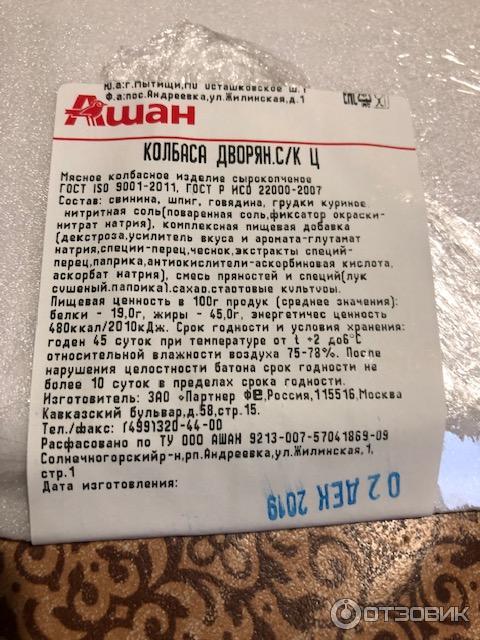 Ю.а:г.Мытищи,МО Осташковское ш.1
Ф.а:пос.Андреевка,ул.Жилинская,д.1
Ашан
EAC
КОЛБАСА ДВОРЯН.С/К Ц
Мясное колбасное изделие сырокопченое
ГОСТ ISO 9001-2011, ГОСТ Р ИСО 22000-2007
Состав: свинина, шпиг, говядина, грудки куриные
нитритная соль(поваренная соль,фиксатор окраски-
нитрат натрия), комплексная пищевая добавка
(декстроза,усилитель вкуса и аромата-глутамат
натрия,специи-перец,чеснок,экстракты специй-
перец,паприка,антиокислители-аскорбиновая кислота,
аскорбат натрия), смесь пряностей и специй(лук
сушеный,паприка),сахар,стартовые культуры.
Пищевая ценность в 100г продук (среднее значения):
белки - 19,0г, жиры - 45,0г, энергетичес ценность
480ккал/2010кДж. Срок годности и условия хранения:
годен 45 суток при температуре от t +2 до6°C
относительной влажности воздуха 75-78%. После
нарушения целостности батона срок годности не
более 10 суток в пределах срока годности.
Изготовитель: ЗАО «Партнер Ф Россия,115516,Москва
Кавказский бульвар,д.58,стр.15.
Тел./факс: (499)320-44-00
Расфасовано по ТУ ООО АШАН 9213-007-57041869-09
Солнечногорскийр-н,рп.Андреевка,ул.Жилинская,1,
стр.1
Дата изготовления:
02 ДЕК 2019
ОТЗОВИК